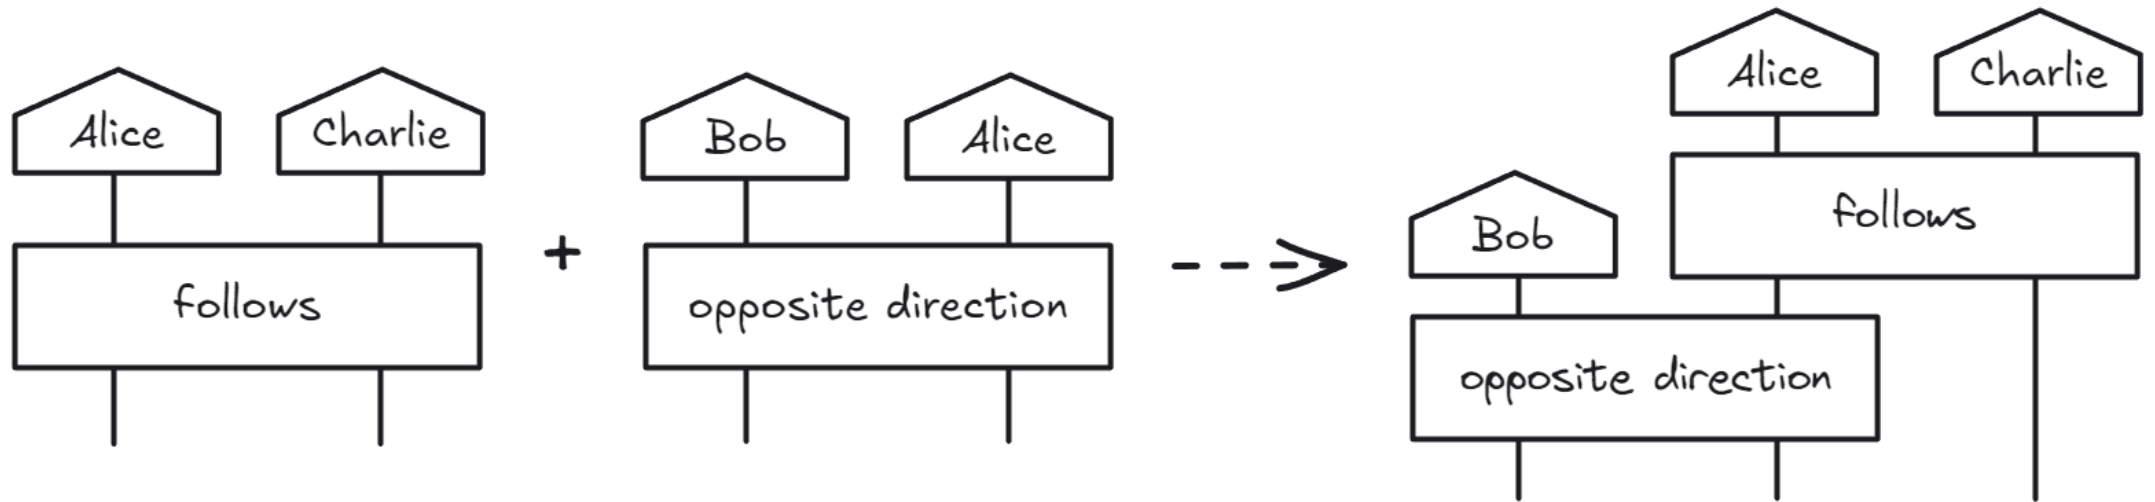 Alice
Charlie
follows
+
Bob
Alice
opposite direction
Alice
Charlie
follows
Bob
opposite direction